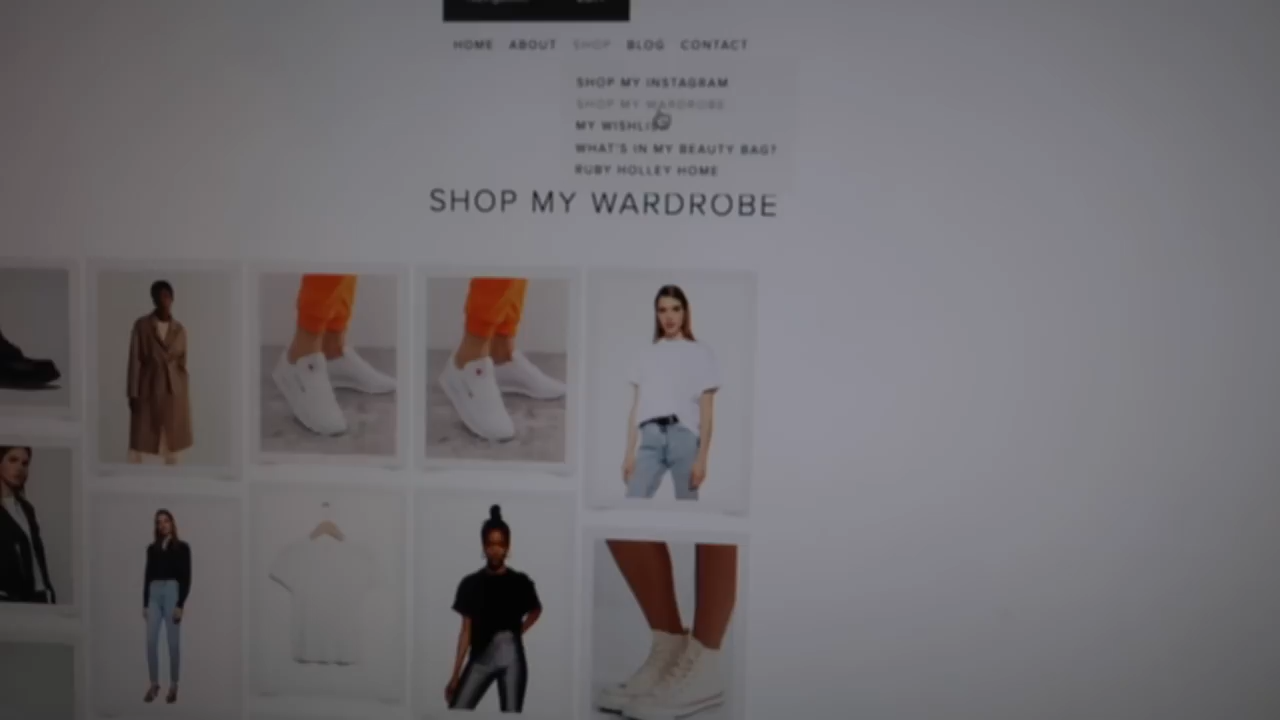 HOME ABOUT SHOP BLOG CONTACT
SHOP MY INSTAGRAM
SHOP MY WARDROBE
MY WISHLIST
WHAT'S IN MY BEAUTY BAG?
RUBY HOLLEY HOME
SHOP MY WARDROBE